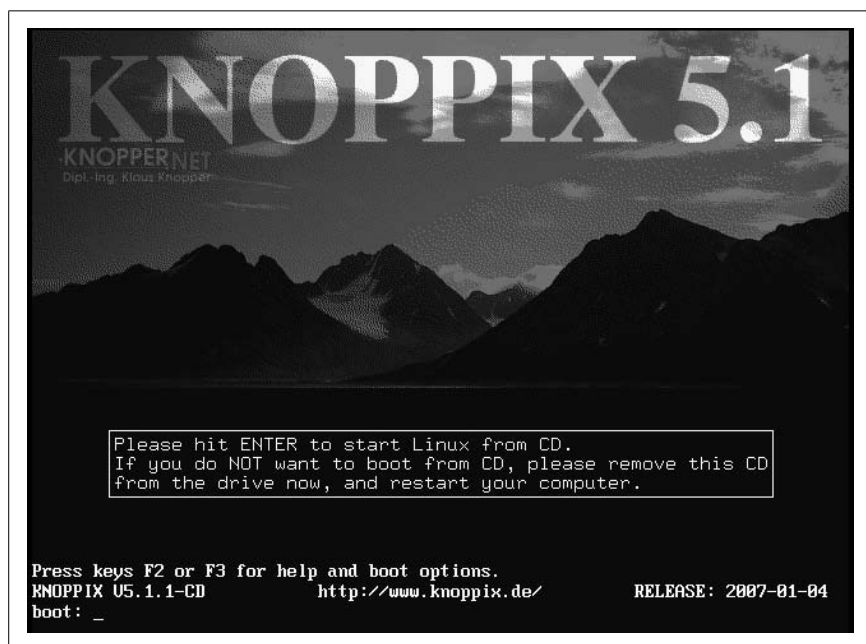 KNOPPIX 5.1
KNOPPER.NET
Dipl.-Ing. Klaus Knopper
Please hit ENTER to start Linux from CD.
If you do NOT want to boot from CD, please remove this CD
from the drive now, and restart your computer.
Press keys F2 or F3 for help and boot options.
KNOPPIX V5.1.1-CD http://www.knoppix.de/ RELEASE: 2007-01-04
boot: _